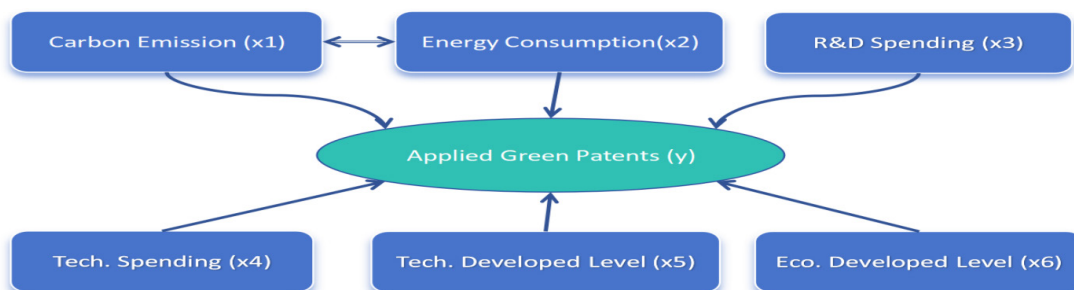 Carbon Emission (x1)
Energy Consumption(x2)
R&D Spending (x3)
Applied Green Patents (y)
Tech. Spending (x4)
Tech. Developed Level (x5)
Eco. Developed Level (x6)